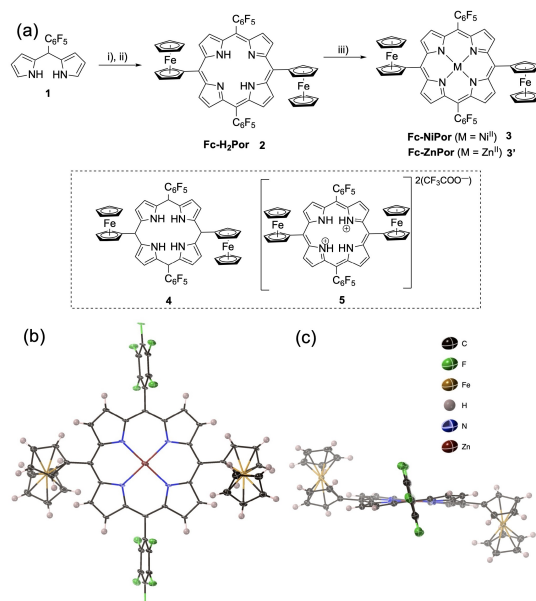 (a)
C6F5
NH HN
1
i), ii)
C6F5
Fe
NH N
N HN
Fe
C6F5
Fc-H2Por 2
iii)
C6F5
Fe
N N
M
N N
Fe
C6F5
Fc-NiPor (M = NiII) 3
Fc-ZnPor (M = ZnII) 3'
C6F5
Fe
NH HN
NH HN
Fe
C6F5
4
C6F5
Fe
NH HN
+
+
NH HN
Fe
C6F5
5
2(CF3COO—)
(b)
(c)
C
F
Fe
H
N
Zn